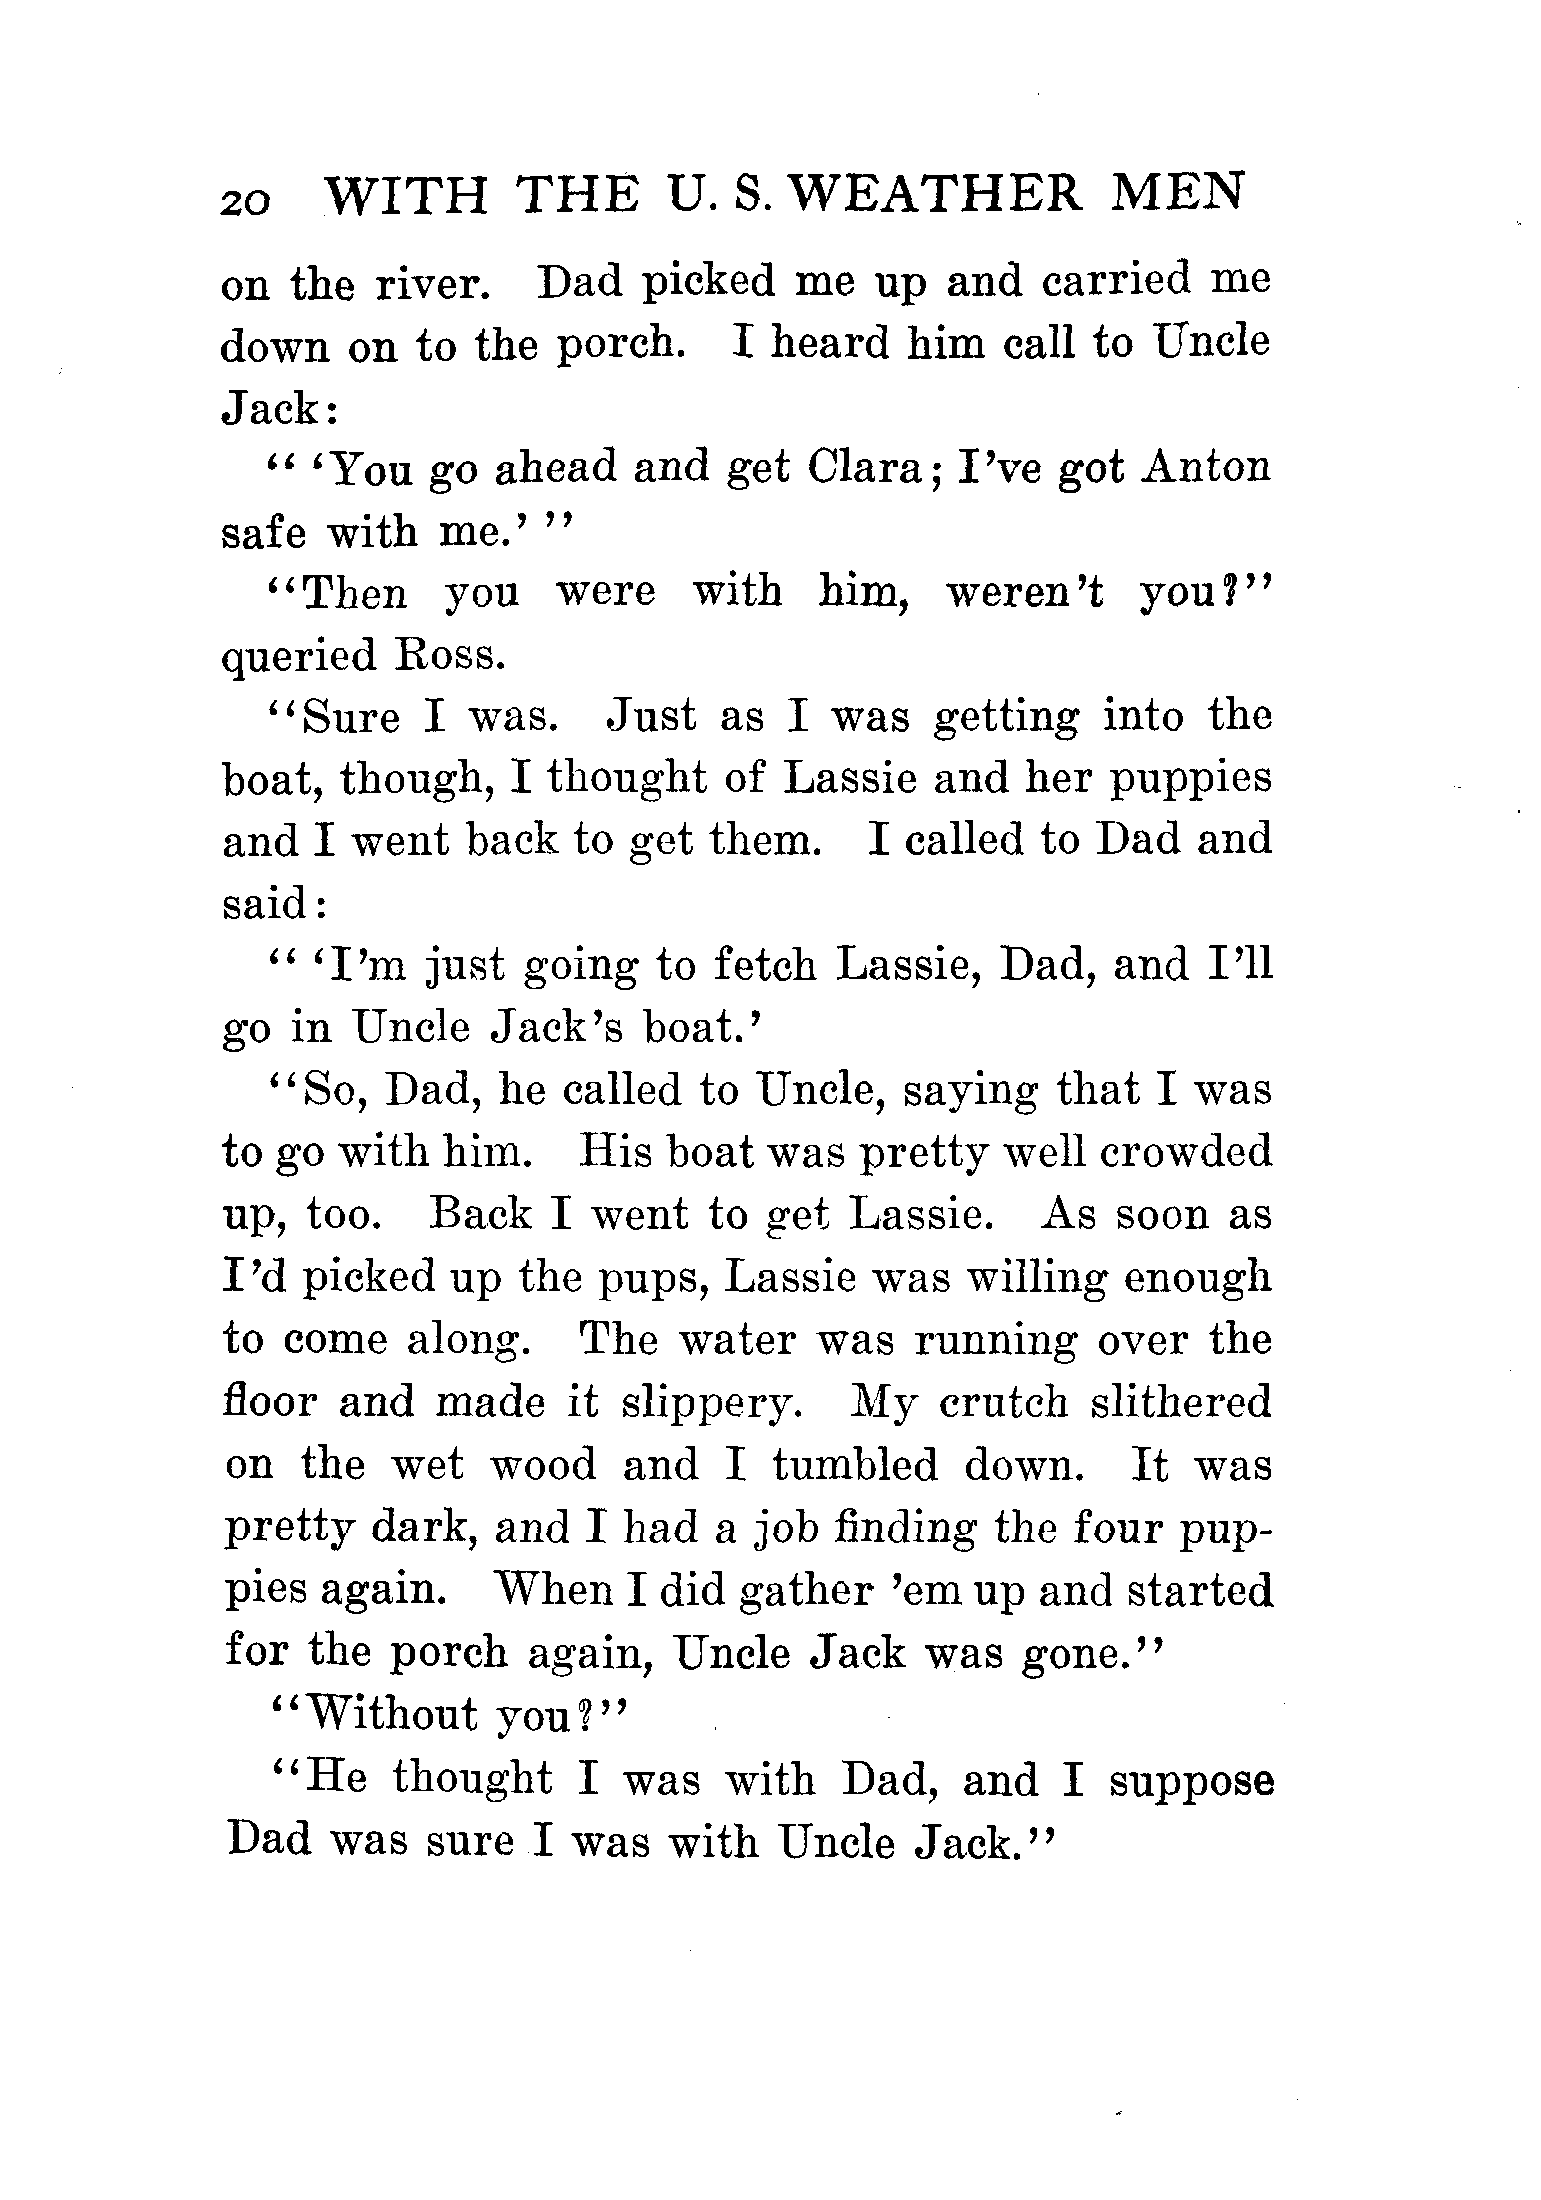 20 WITH THE U. S. WEATHER MEN
on the river. Dad picked me up and carried me
down on to the porch. I heard him call to Uncle
Jack:
“ ‘You go ahead and get Clara; I’ve got Anton
safe with me.’ ”
“Then you were with him, weren’t you?”
queried Ross.
“Sure I was. Just as I was getting into the
boat, though, I thought of Lassie and her puppies
and I went back to get them. I called to Dad and
said:
“ ‘I’m just going to fetch Lassie, Dad, and I’ll
go in Uncle Jack’s boat.’
“So, Dad, he called to Uncle, saying that I was
to go with him. His boat was pretty well crowded
up, too. Back I went to get Lassie. As soon as
I’d picked up the pups, Lassie was willing enough
to come along. The water was running over the
floor and made it slippery. My crutch slithered
on the wet wood and I tumbled down. It was
pretty dark, and I had a job finding the four pup-
pies again. When I did gather ’em up and started
for the porch again, Uncle Jack was gone.”
“Without you?”
“He thought I was with Dad, and I suppose
Dad was sure I was with Uncle Jack.”